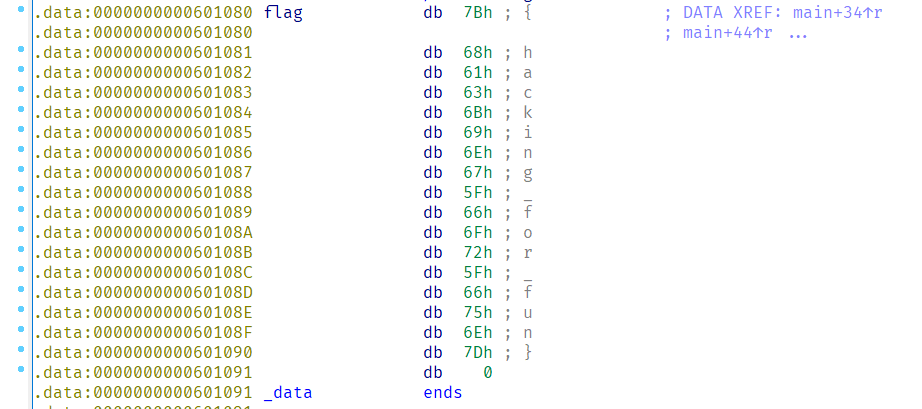 .data:0000000000601080 flag db 7Bh ; { ; DATA XREF: main+34↑r
.data:0000000000601080 ; main+44↑r ...
.data:0000000000601081 db 68h ; h
.data:0000000000601082 db 61h ; a
.data:0000000000601083 db 63h ; c
.data:0000000000601084 db 6Bh ; k
.data:0000000000601085 db 69h ; i
.data:0000000000601086 db 6Eh ; n
.data:0000000000601087 db 67h ; g
.data:0000000000601088 db 5Fh ; _
.data:0000000000601089 db 66h ; f
.data:000000000060108A db 6Fh ; o
.data:000000000060108B db 72h ; r
.data:000000000060108C db 5Fh ; _
.data:000000000060108D db 66h ; f
.data:000000000060108E db 75h ; u
.data:000000000060108F db 6Eh ; n
.data:0000000000601090 db 7Dh ; }
.data:0000000000601091 db 0
.data:0000000000601091 _data ends